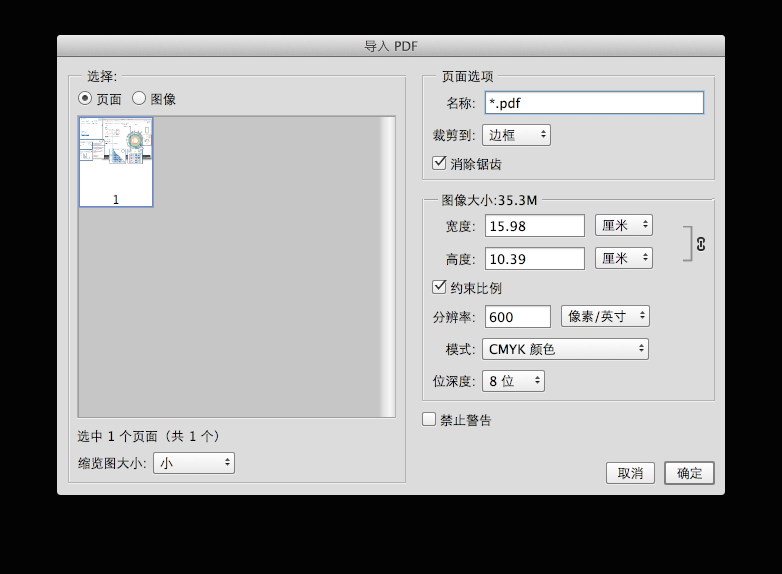 导入 PDF
选择:
页面
图像
1
选中 1 个页面（共 1 个）
缩览图大小: 小
页面选项
名称: *.pdf
裁剪到: 边框
消除锯齿
图像大小:35.3M
宽度: 15.98 厘米
高度: 10.39 厘米
约束比例
分辨率: 600 像素/英寸
模式: CMYK 颜色
位深度: 8 位
禁止警告
取消 确定